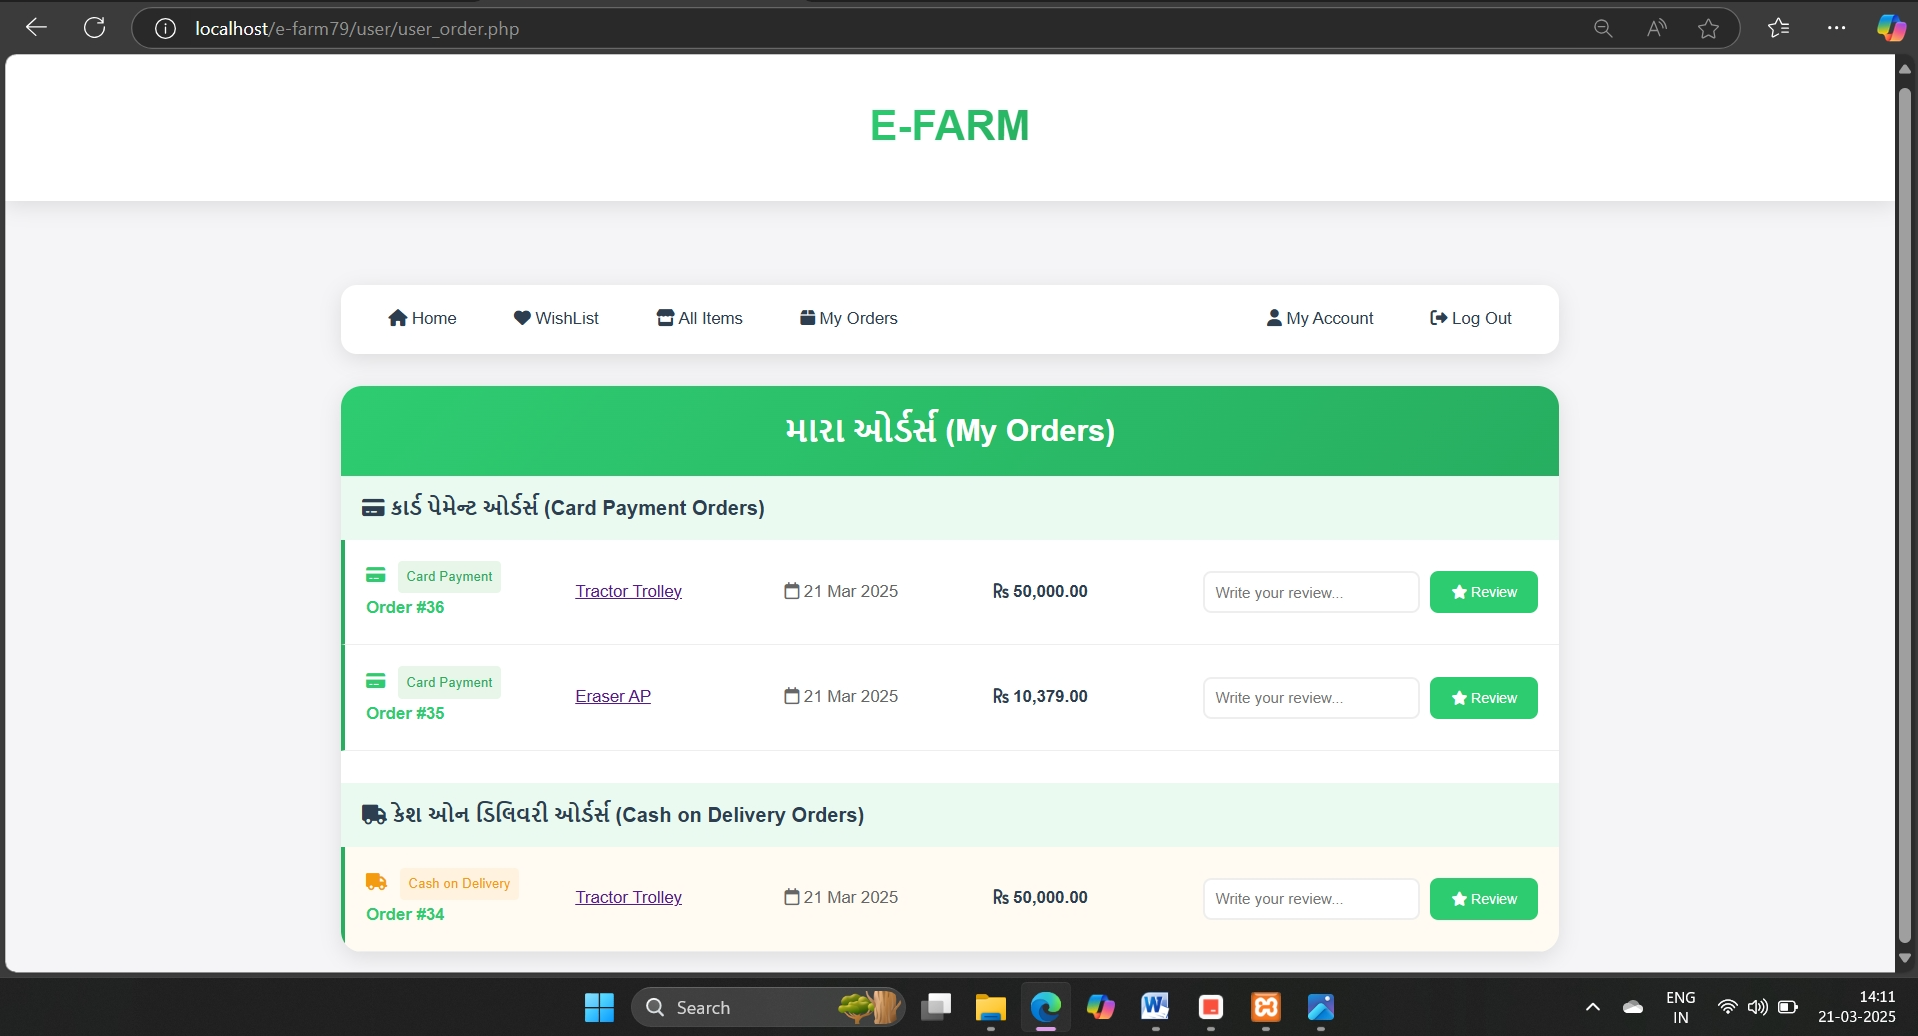 localhost/e-farm79/user/user_order.php
E-FARM
Home WishList All Items My Orders My Account Log Out
મારા ઓર્ડર્સ (My Orders)
કાર્ડ પેમેન્ટ ઓર્ડર્સ (Card Payment Orders)
Card Payment
Order #36
Tractor Trolley
21 Mar 2025
₨ 50,000.00
Write your review...
Review
Card Payment
Order #35
Eraser AP
21 Mar 2025
₨ 10,379.00
Write your review...
Review
કેશ ઓન ડિલિવરી ઓર્ડર્સ (Cash on Delivery Orders)
Cash on Delivery
Order #34
Tractor Trolley
21 Mar 2025
₨ 50,000.00
Write your review...
Review
Search
ENG
IN
14:11
21-03-2025